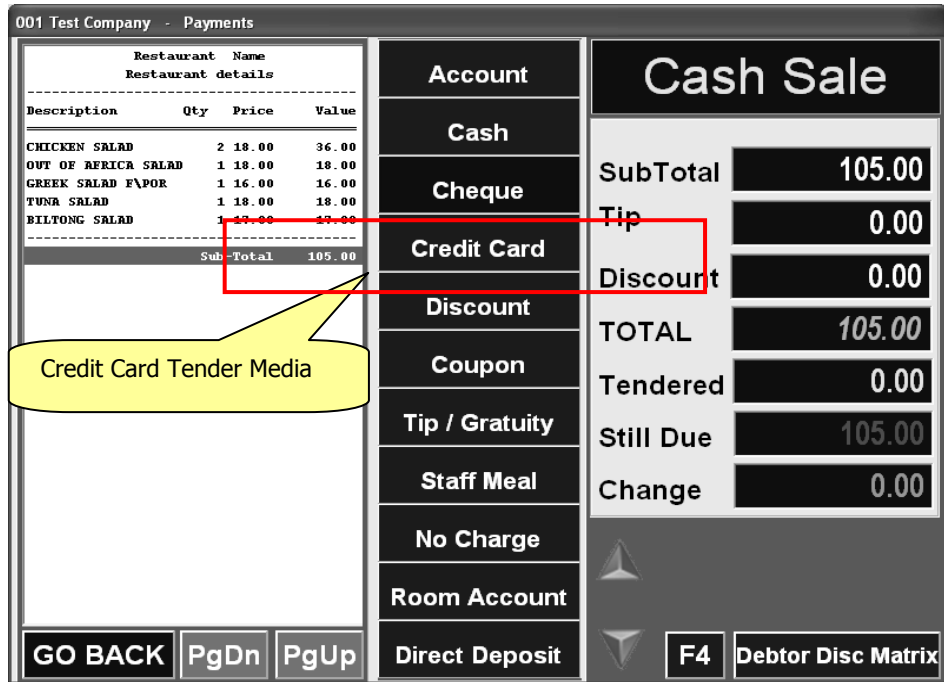 001 Test Company - Payments
Restaurant Name
Restaurant details
Description Qty Price Value
CHICKEN SALAD 2 18.00 36.00
OUT OF AFRICA SALAD 1 18.00 18.00
GREEK SALAD F\POR 1 16.00 16.00
TUNA SALAD 1 18.00 18.00
BILTONG SALAD 1 17.00 17.00
Sub-Total 105.00
Credit Card Tender Media
GO BACK PgDn PgUp
Account
Cash
Cheque
Credit Card
Discount
Coupon
Tip / Gratuity
Staff Meal
No Charge
Room Account
Direct Deposit
Cash Sale
SubTotal 105.00
Tip 0.00
Discount 0.00
TOTAL 105.00
Tendered 0.00
Still Due 105.00
Change 0.00
F4 Debtor Disc Matrix